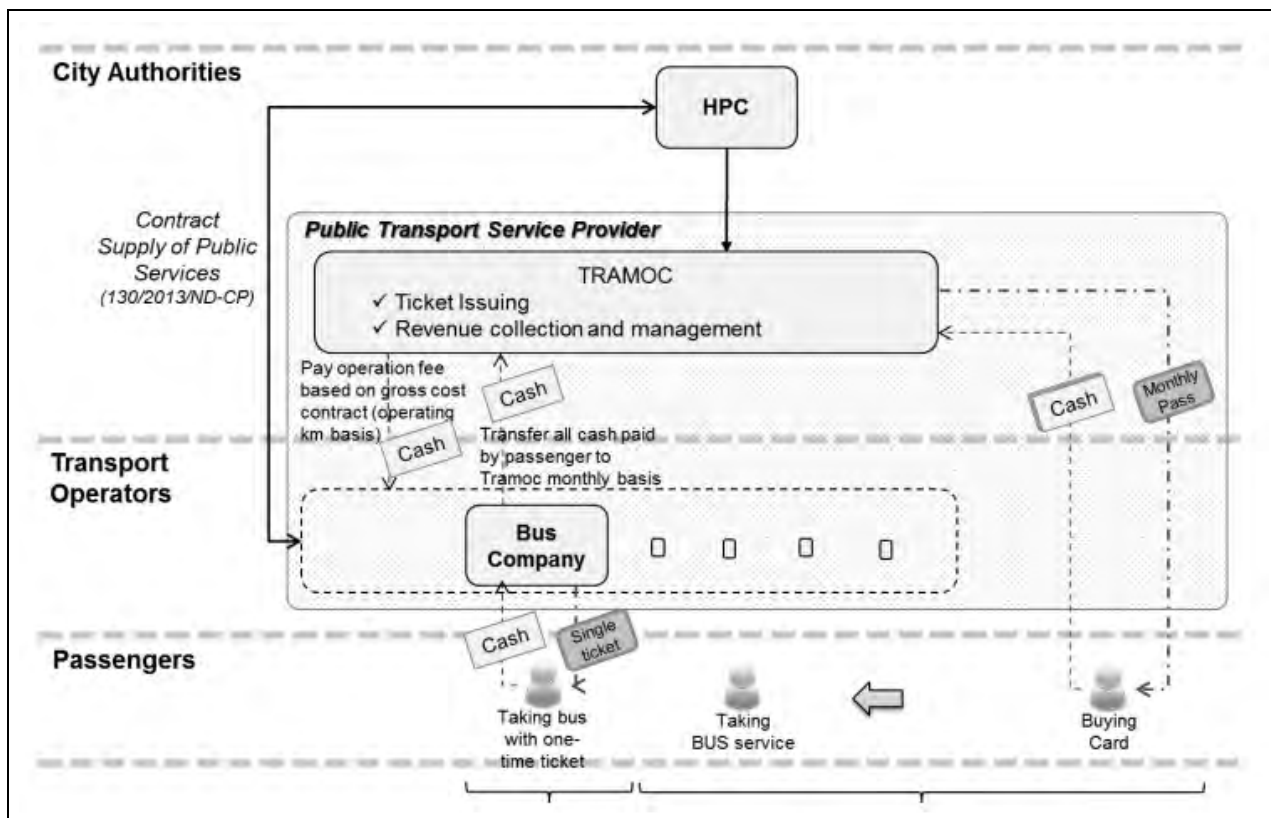 City Authorities
HPC
Contract
Supply of Public
Services
(130/2013/ND-CP)
Public Transport Service Provider
TRAMOC
✓ Ticket Issuing
✓ Revenue collection and management
Pay operation fee
based on gross cost
contract (operating
km basis)
Cash
Cash
Transfer all cash paid
by passenger to
Tramoc monthly basis
Cash
Monthly
Pass
Transport
Operators
Bus
Company
Cash
Single
ticket
Passengers
Taking bus
with one-
time ticket
Taking
BUS service
Buying
Card